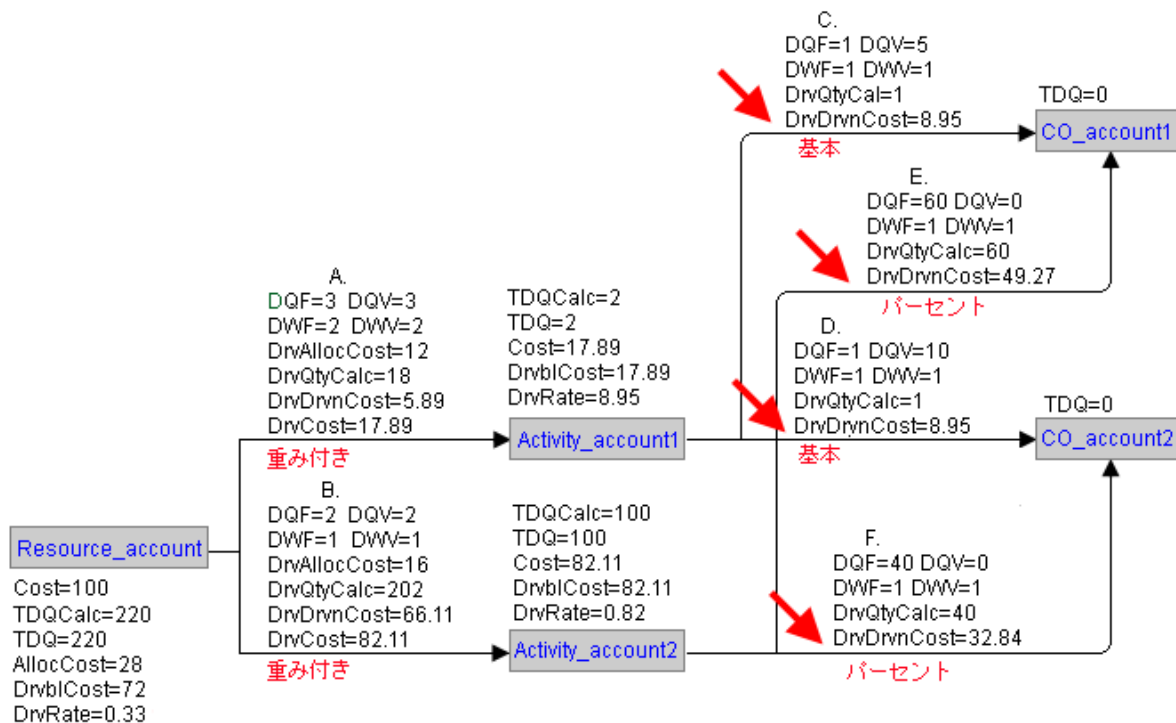 C.
DQF=1 DQV=5
DWF=1 DWV=1
DrvQtyCal=1
DrvDrvnCost=8.95
基本
TDQ=0
CO_account1
E.
DQF=60 DQV=0
DWF=1 DWV=1
DrvQtyCalc=60
DrvDrvnCost=49.27
パーセント
A.
DQF=3 DQV=3
DWF=2 DWV=2
DrvAllocCost=12
DrvQtyCalc=18
DrvDrvnCost=5.89
DrvCost=17.89
重み付き
TDQCalc=2
TDQ=2
Cost=17.89
DrvblCost=17.89
DrvRate=8.95
Activity_account1
D.
DQF=1 DQV=10
DWF=1 DWV=1
DrvQtyCalc=1
DrvDrvnCost=8.95
基本
TDQ=0
CO_account2
Resource_account
Cost=100
TDQCalc=220
TDQ=220
AllocCost=28
DrvblCost=72
DrvRate=0.33
B.
DQF=2 DQV=2
DWF=1 DWV=1
DrvAllocCost=16
DrvQtyCalc=202
DrvDrvnCost=66.11
DrvCost=82.11
重み付き
TDQCalc=100
TDQ=100
Cost=82.11
DrvblCost=82.11
DrvRate=0.82
Activity_account2
F.
DQF=40 DQV=0
DWF=1 DWV=1
DrvQtyCalc=40
DrvDrvnCost=32.84
パーセント